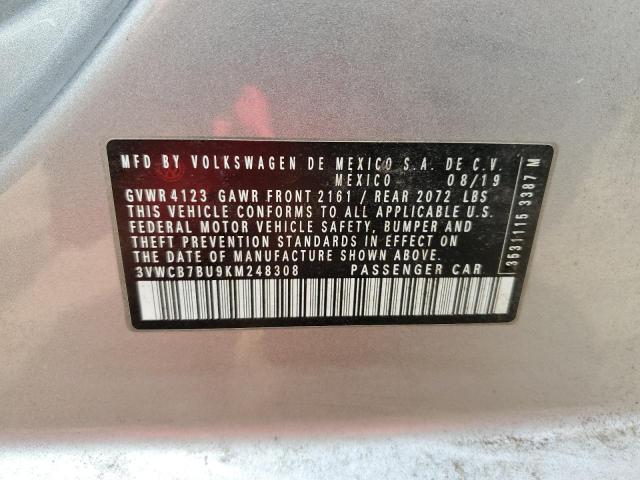 MFD BY VOLKSWAGEN DE MEXICO S.A. DE C.V.
MEXICO 08/19
GVWR 4123 GAWR FRONT 2161 / REAR 2072 LBS
THIS VEHICLE CONFORMS TO ALL APPLICABLE U.S.
FEDERAL MOTOR VEHICLE SAFETY, BUMPER AND
THEFT PREVENTION STANDARDS IN EFFECT ON
THE DATE OF MANUFACTURE SHOWN ABOVE.
3VWCB7BU9KM248308 PASSENGER CAR
3531115 3387 M